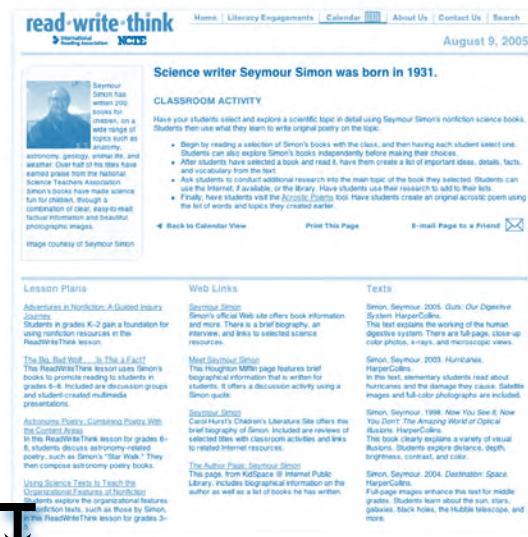 read·write·think
International
Reading Association
NCTE
Home | Literacy Engagements | Calendar | About Us | Contact Us | Search
August 9, 2005
Science writer Seymour Simon was born in 1931.
Seymour
Simon has
written 200
books for
children, on a
wide range of
topics such as
anatomy,
astronomy, geology, animal life, and
weather. Over half of his titles have
earned praise from the National
Science Teachers Association.
Simon's books have made science
fun for children, through a
combination of clear, easy-to-read
factual information and beautiful
photographic images.
Image courtesy of Seymour Simon
CLASSROOM ACTIVITY
Have your students select and explore a scientific topic in detail using Seymour Simon's nonfiction science books.
Students then use what they learn to write original poetry on the topic.
• Begin by reading a selection of Simon's books with the class, and then having each student select one.
Students can also explore Simon's books independently before making their choices.
• After students have selected a book and read it, have them create a list of important ideas, details, facts,
and vocabulary from the text.
• Ask students to conduct additional research into the main topic of the book they selected. Students can
use the Internet, if available, or the library. Have students use their research to add to their lists.
• Finally, have students visit the Acrostic Poems tool. Have students create an original acrostic poem using
the list of words and topics they created earlier.
Back to Calendar View
Print This Page
E-mail Page to a Friend
Lesson Plans
Adventures in Nonfiction: A Guided Inquiry
Journey
Students in grades K–2 gain a foundation for
using nonfiction resources in this
ReadWriteThink lesson.
The Big, Bad Wolf . . . Is This a Fact?
This ReadWriteThink lesson uses Simon's
books to promote reading to students in
grades 6–8. Included are discussion groups
and student-created multimedia
presentations.
Astronomy Poetry: Combining Poetry With
the Content Areas
In this ReadWriteThink lesson for grades 6–
8, students discuss astronomy-related
poetry, such as Simon's "Star Walk." They
then compose astronomy poetry books.
Using Science Texts to Teach the
Organizational Features of Nonfiction
Students explore the organizational features
nonfiction texts, such as those by Simon,
in this ReadWriteThink lesson for grades 3–
Web Links
Seymour Simon
Simon's official Web site offers book information
and more. There is a brief biography, an
interview, and links to selected science
resources.
Meet Seymour Simon
This Houghton Mifflin page features brief
biographical information that is written for
students. It offers a discussion activity using a
Simon quote.
Seymour Simon
Carol Hurst's Children's Literature Site offers this
brief biography of Simon. Included are reviews of
selected titles with classroom activities and links
to related Internet resources.
The Author Page: Seymour Simon
This page, from KidSpace @ Internet Public
Library, includes biographical information on the
author as well as a list of books he has written.
Texts
Simon, Seymour. 2005. Guts: Our Digestive
System. HarperCollins.
This text explains the working of the human
digestive system. There are full-page, close-up
color photos, x-rays, and microscopic views.
Simon, Seymour. 2003. Hurricanes.
HarperCollins.
In this text, elementary students read about
hurricanes and the damage they cause. Satellite
images and full-color photographs are included.
Simon, Seymour. 1998. Now You See It, Now
You Don't: The Amazing World of Optical
Illusions. HarperCollins.
This book clearly explains a variety of visual
illusions. Students explore distance, depth,
brightness, contrast, and color.
Simon, Seymour. 2004. Destination: Space.
HarperCollins.
Full-page images enhance this text for middle
grades. Students learn about the sun, stars,
galaxies, black holes, the Hubble telescope, and
more.